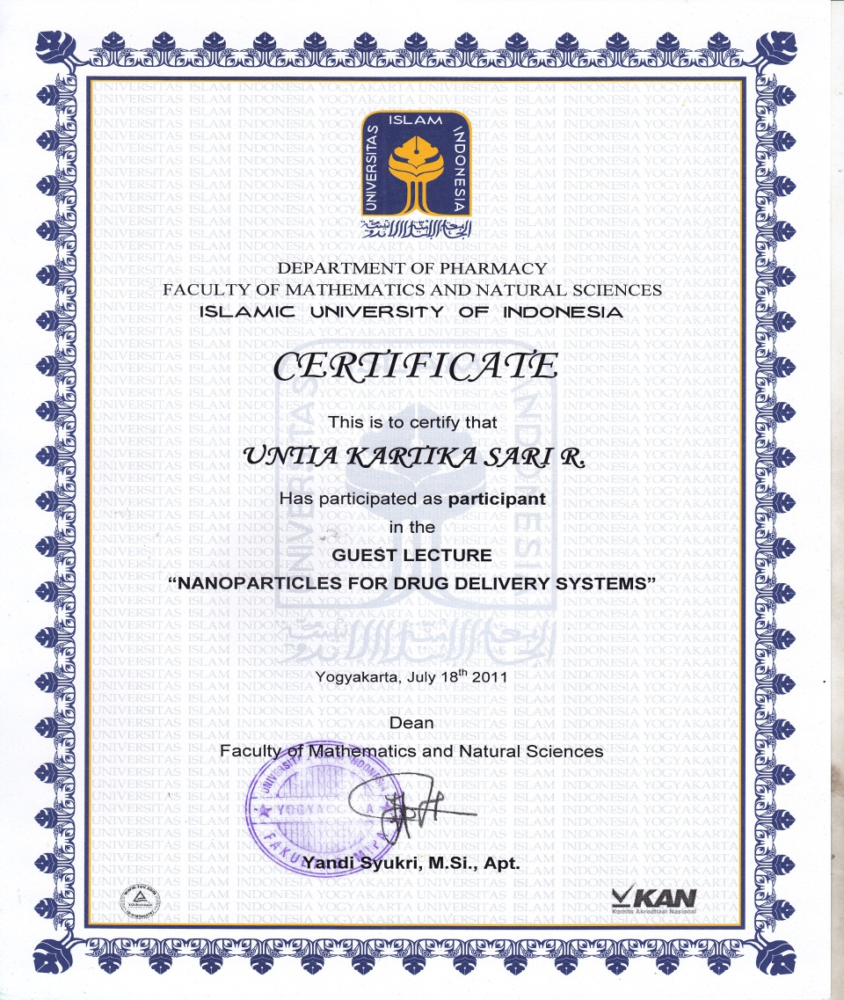 UNIVERSITAS ISLAM INDONESIA
DEPARTMENT OF PHARMACY
FACULTY OF MATHEMATICS AND NATURAL SCIENCES
ISLAMIC UNIVERSITY OF INDONESIA
CERTIFICATE
This is to certify that
UNTIA KARTIKA SARI R.
Has participated as participant
in the
GUEST LECTURE
“NANOPARTICLES FOR DRUG DELIVERY SYSTEMS”
Yogyakarta, July 18th 2011
Dean
Faculty of Mathematics and Natural Sciences
Yandi Syukri, M.Si., Apt.
KAN
Komite Akreditasi Nasional